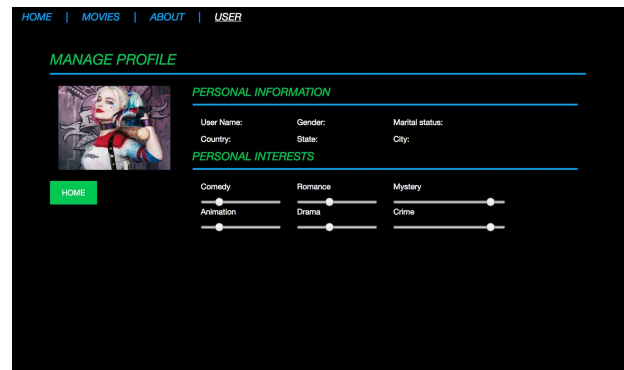 HOME | MOVIES | ABOUT | USER
MANAGE PROFILE
PERSONAL INFORMATION
User Name: Gender: Marital status:
Country: State: City:
PERSONAL INTERESTS
HOME
Comedy Romance Mystery
Animation Drama Crime